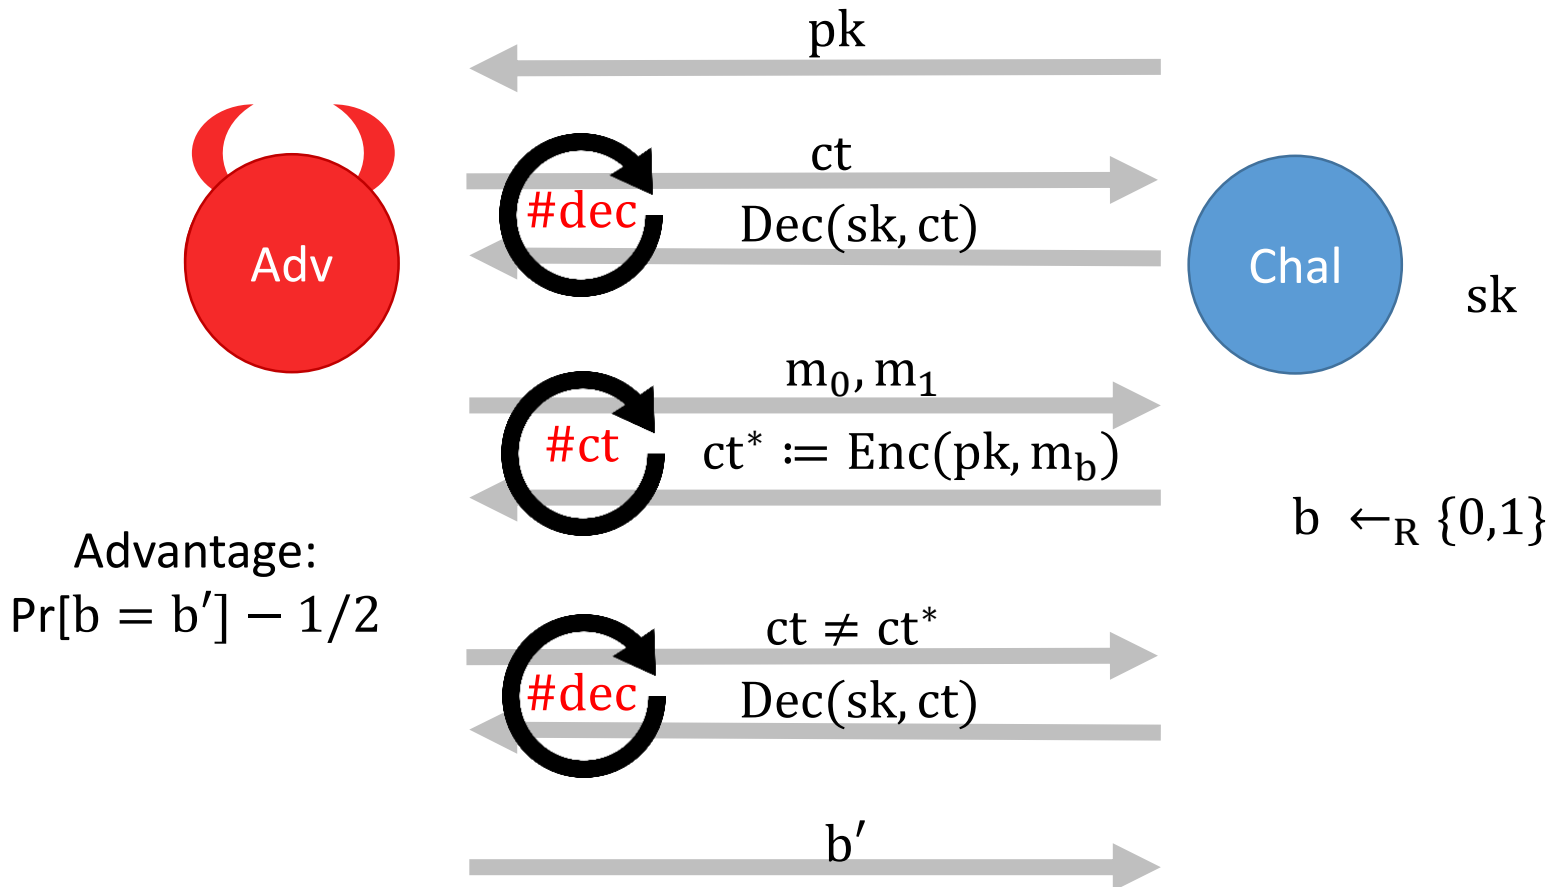 pk
ct
#dec
Dec(sk, ct)
Adv
Chal
sk
m₀, m₁
#ct
ct* ≔ Enc(pk, m_b)
b ←_R {0,1}
Advantage:
Pr[b = b′] − 1/2
ct ≠ ct*
#dec
Dec(sk, ct)
b′